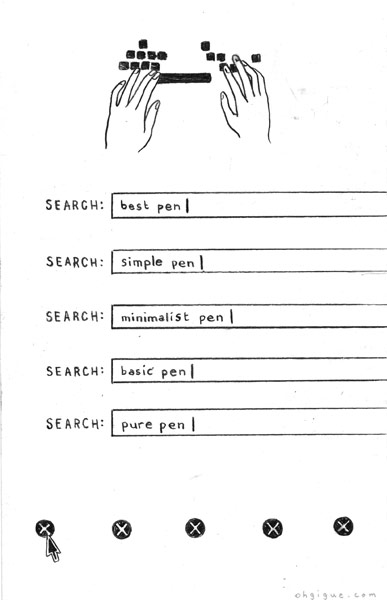 SEARCH: best pen
SEARCH: simple pen
SEARCH: minimalist pen
SEARCH: basic pen
SEARCH: pure pen
ohgigue.com